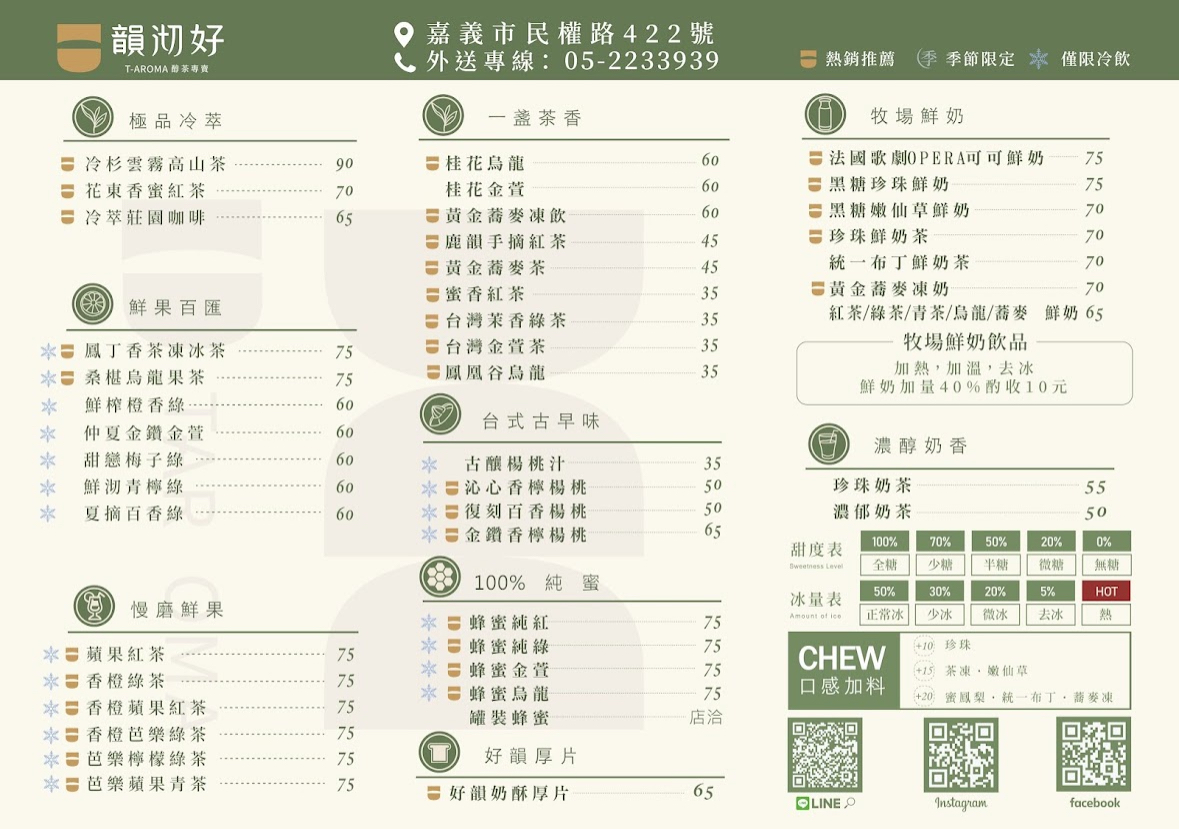 韻沏好
T-AROMA 醇茶專賣
嘉義市民權路422號
外送專線：05-2233939
熱銷推薦 季 季節限定 僅限冷飲
極品冷萃
冷杉雲霧高山茶 90
花東香蜜紅茶 70
冷萃莊園咖啡 65
鮮果百匯
鳳丁香茶凍冰茶 75
桑椹烏龍果茶 75
鮮榨橙香綠 60
仲夏金鑽金萱 60
甜戀梅子綠 60
鮮沏青檸綠 60
夏摘百香綠 60
慢磨鮮果
蘋果紅茶 75
香橙綠茶 75
香橙蘋果紅茶 75
香橙芭樂綠茶 75
芭樂檸檬綠茶 75
芭樂蘋果青茶 75
一盞茶香
桂花烏龍 60
桂花金萱 60
黃金蕎麥凍飲 60
鹿韻手摘紅茶 45
黃金蕎麥茶 45
蜜香紅茶 35
台灣茉香綠茶 35
台灣金萱茶 35
鳳凰谷烏龍 35
台式古早味
古釀楊桃汁 35
沁心香檸楊桃 50
復刻百香楊桃 50
金鑽香檸楊桃 65
100% 純蜜
蜂蜜純紅 75
蜂蜜純綠 75
蜂蜜金萱 75
蜂蜜烏龍 75
罐裝蜂蜜 店洽
好韻厚片
好韻奶酥厚片 65
牧場鮮奶
法國歌劇OPERA可可鮮奶 75
黑糖珍珠鮮奶 75
黑糖嫩仙草鮮奶 70
珍珠鮮奶茶 70
統一布丁鮮奶茶 70
黃金蕎麥凍奶 70
紅茶/綠茶/青茶/烏龍/蕎麥 鮮奶 65
牧場鮮奶飲品
加熱，加溫，去冰
鮮奶加量40%酌收10元
濃醇奶香
珍珠奶茶 55
濃郁奶茶 50
甜度表
Sweetness Level
100% 70% 50% 20% 0%
全糖 少糖 半糖 微糖 無糖
冰量表
Amount of Ice
50% 30% 20% 5% HOT
正常冰 少冰 微冰 去冰 熱
CHEW
口感加料
+10 珍珠
+15 茶凍・嫩仙草
+20 蜜鳳梨・統一布丁・蕎麥凍
LINE
Instagram
facebook